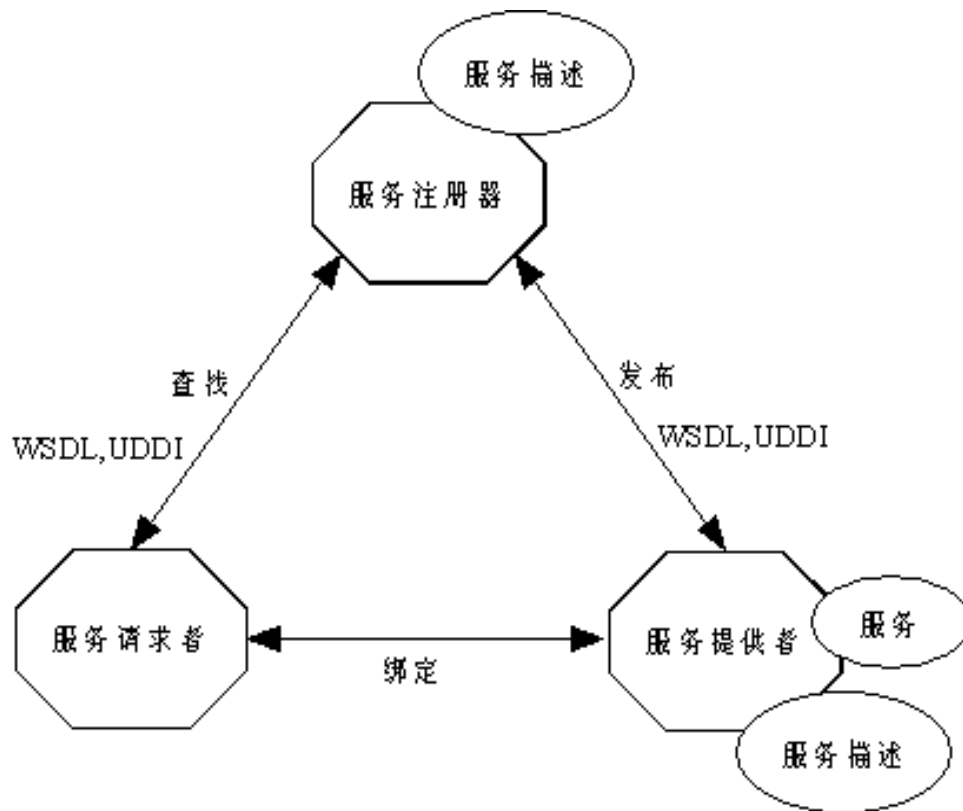 服务描述
服务注册器
查找
发布
WSDL,UDDI
WSDL,UDDI
服务请求者
绑定
服务提供者
服务
服务描述